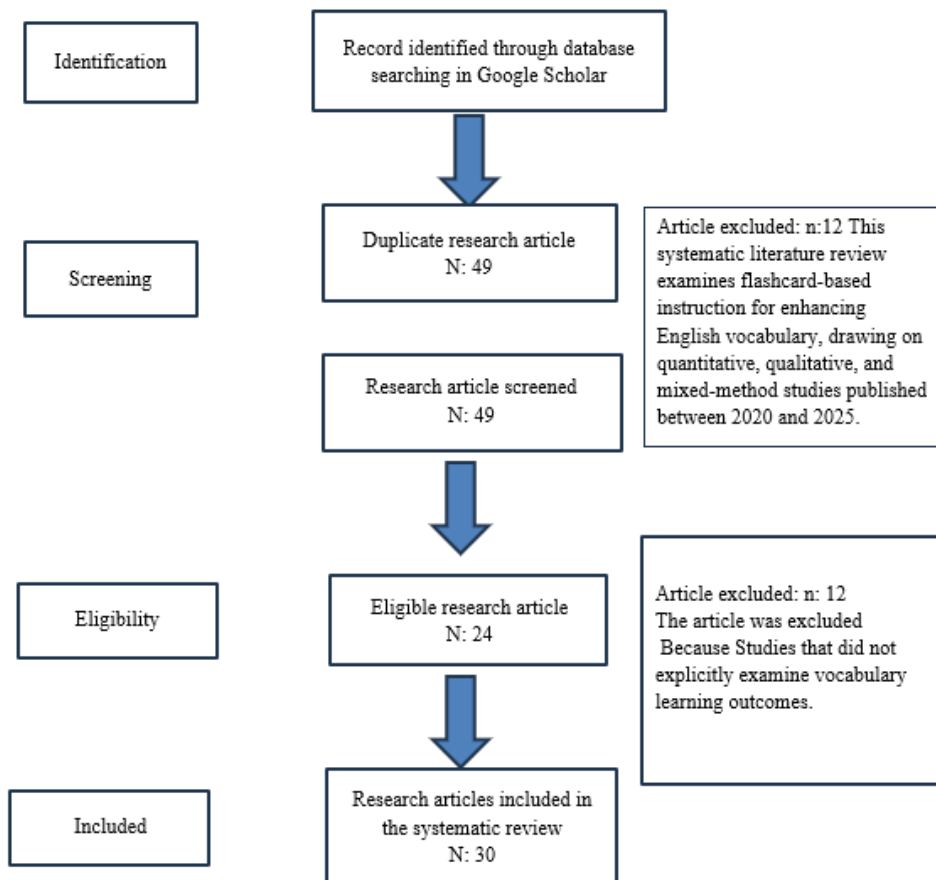 Identification
Record identified through database
searching in Google Scholar
Screening
Duplicate research article
N: 49
Article excluded: n:12 This
systematic literature review
examines flashcard-based
instruction for enhancing
English vocabulary, drawing on
quantitative, qualitative, and
mixed-method studies published
between 2020 and 2025.
Research article screened
N: 49
Eligibility
Eligible research article
N: 24
Article excluded: n: 12
The article was excluded
Because Studies that did not
explicitly examine vocabulary
learning outcomes.
Included
Research articles included in
the systematic review
N: 30